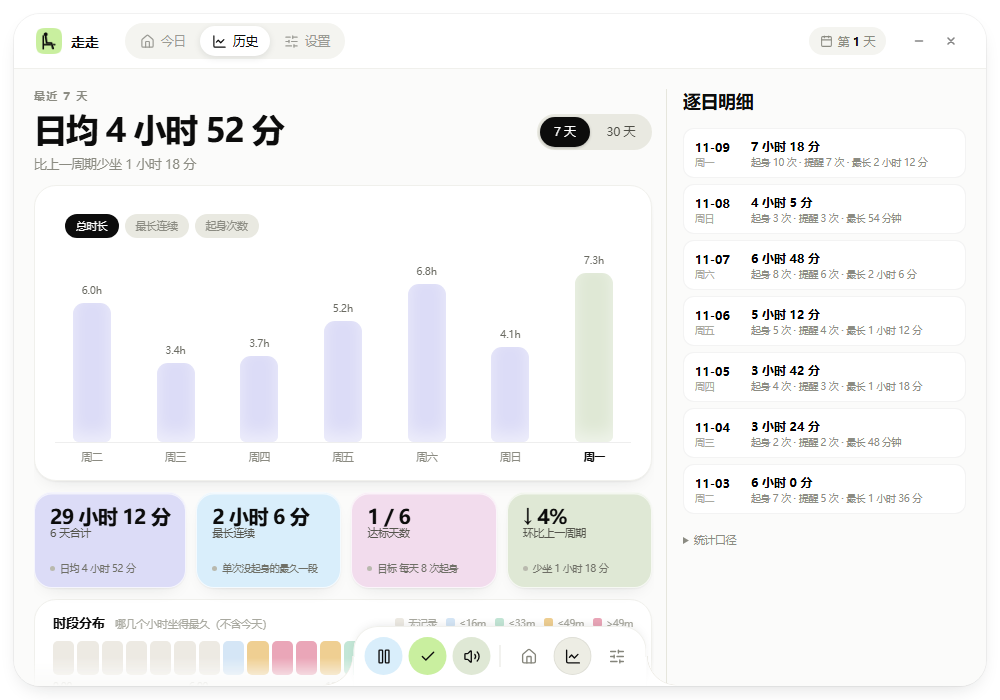 走走
今日
历史
设置
第 1 天
最近 7 天
日均 4 小时 52 分
比上一周期少坐 1 小时 18 分
7 天
30 天
总时长
最长连续
起身次数
6.0h
3.4h
3.7h
5.2h
6.8h
4.1h
7.3h
周二
周三
周四
周五
周六
周日
周一
29 小时 12 分
6 天合计
日均 4 小时 52 分
2 小时 6 分
最长连续
单次没起身的最久一段
1 / 6
达标天数
目标 每天 8 次起身
↓ 4%
环比上一周期
少坐 1 小时 18 分
时段分布
哪几个小时坐得最久（不含今天）
无记录
≤16m
≤33m
≤49m
>49m
逐日明细
11-09
7 小时 18 分
周一
起身 10 次 · 提醒 7 次 · 最长 2 小时 12 分
11-08
4 小时 5 分
周日
起身 3 次 · 提醒 3 次 · 最长 54 分钟
11-07
6 小时 48 分
周六
起身 8 次 · 提醒 6 次 · 最长 2 小时 6 分
11-06
5 小时 12 分
周五
起身 5 次 · 提醒 4 次 · 最长 1 小时 12 分
11-05
3 小时 42 分
周四
起身 4 次 · 提醒 3 次 · 最长 1 小时 18 分
11-04
3 小时 24 分
周三
起身 2 次 · 提醒 2 次 · 最长 48 分钟
11-03
6 小时 0 分
周二
起身 7 次 · 提醒 5 次 · 最长 1 小时 36 分
统计口径